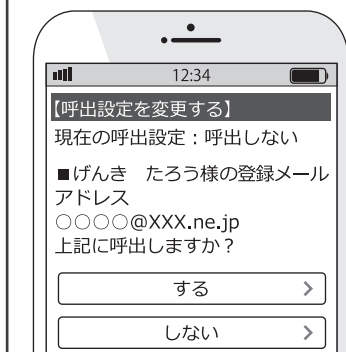 12:34
【呼出設定を変更する】
現在の呼出設定：呼出しない
■げんき　たろう様の登録メール
アドレス
○○○○@XXX.ne.jp
上記に呼出しますか？
する
しない